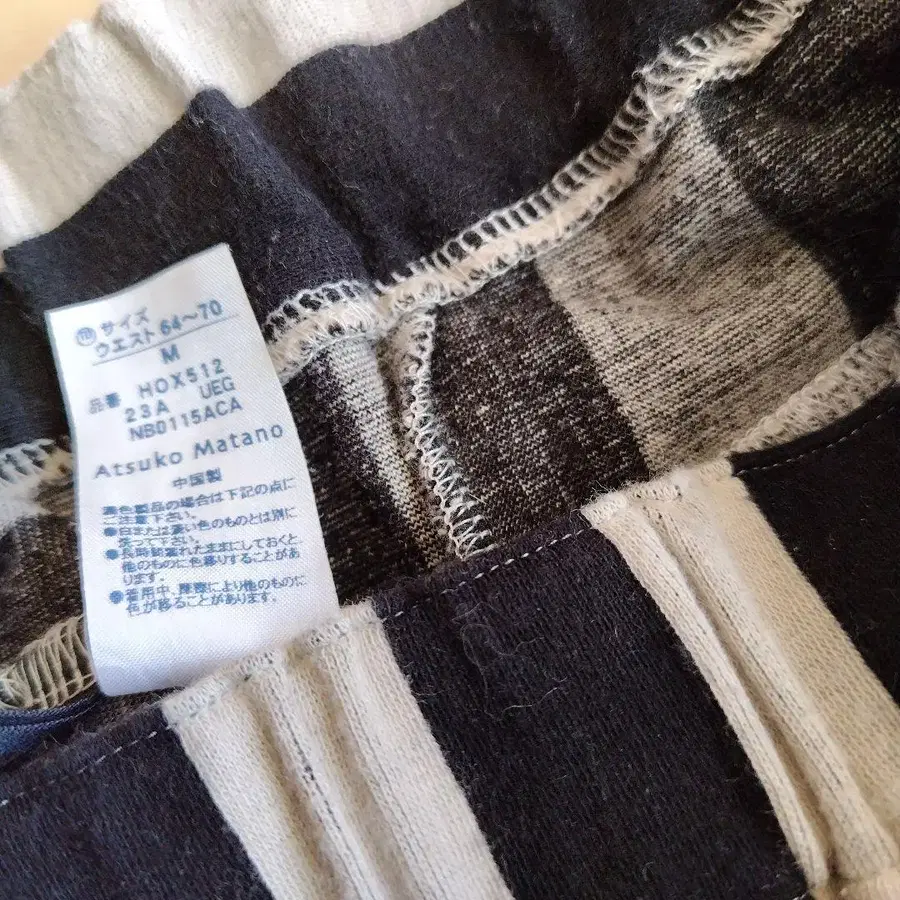 サイズ
ウエスト 64〜70
M
品番 HOX512
23A UEG
NB0115ACA
Atsuko Matano
中国製
濃色製品の場合は下記の点に
ご注意下さい。
●白または淡い色のものとは別に
洗って下さい。
●長時間濡れたままにしておくと、
他のものに色移りすることがあ
ります。
●着用中、摩擦により他のものに
色が移ることがあります。